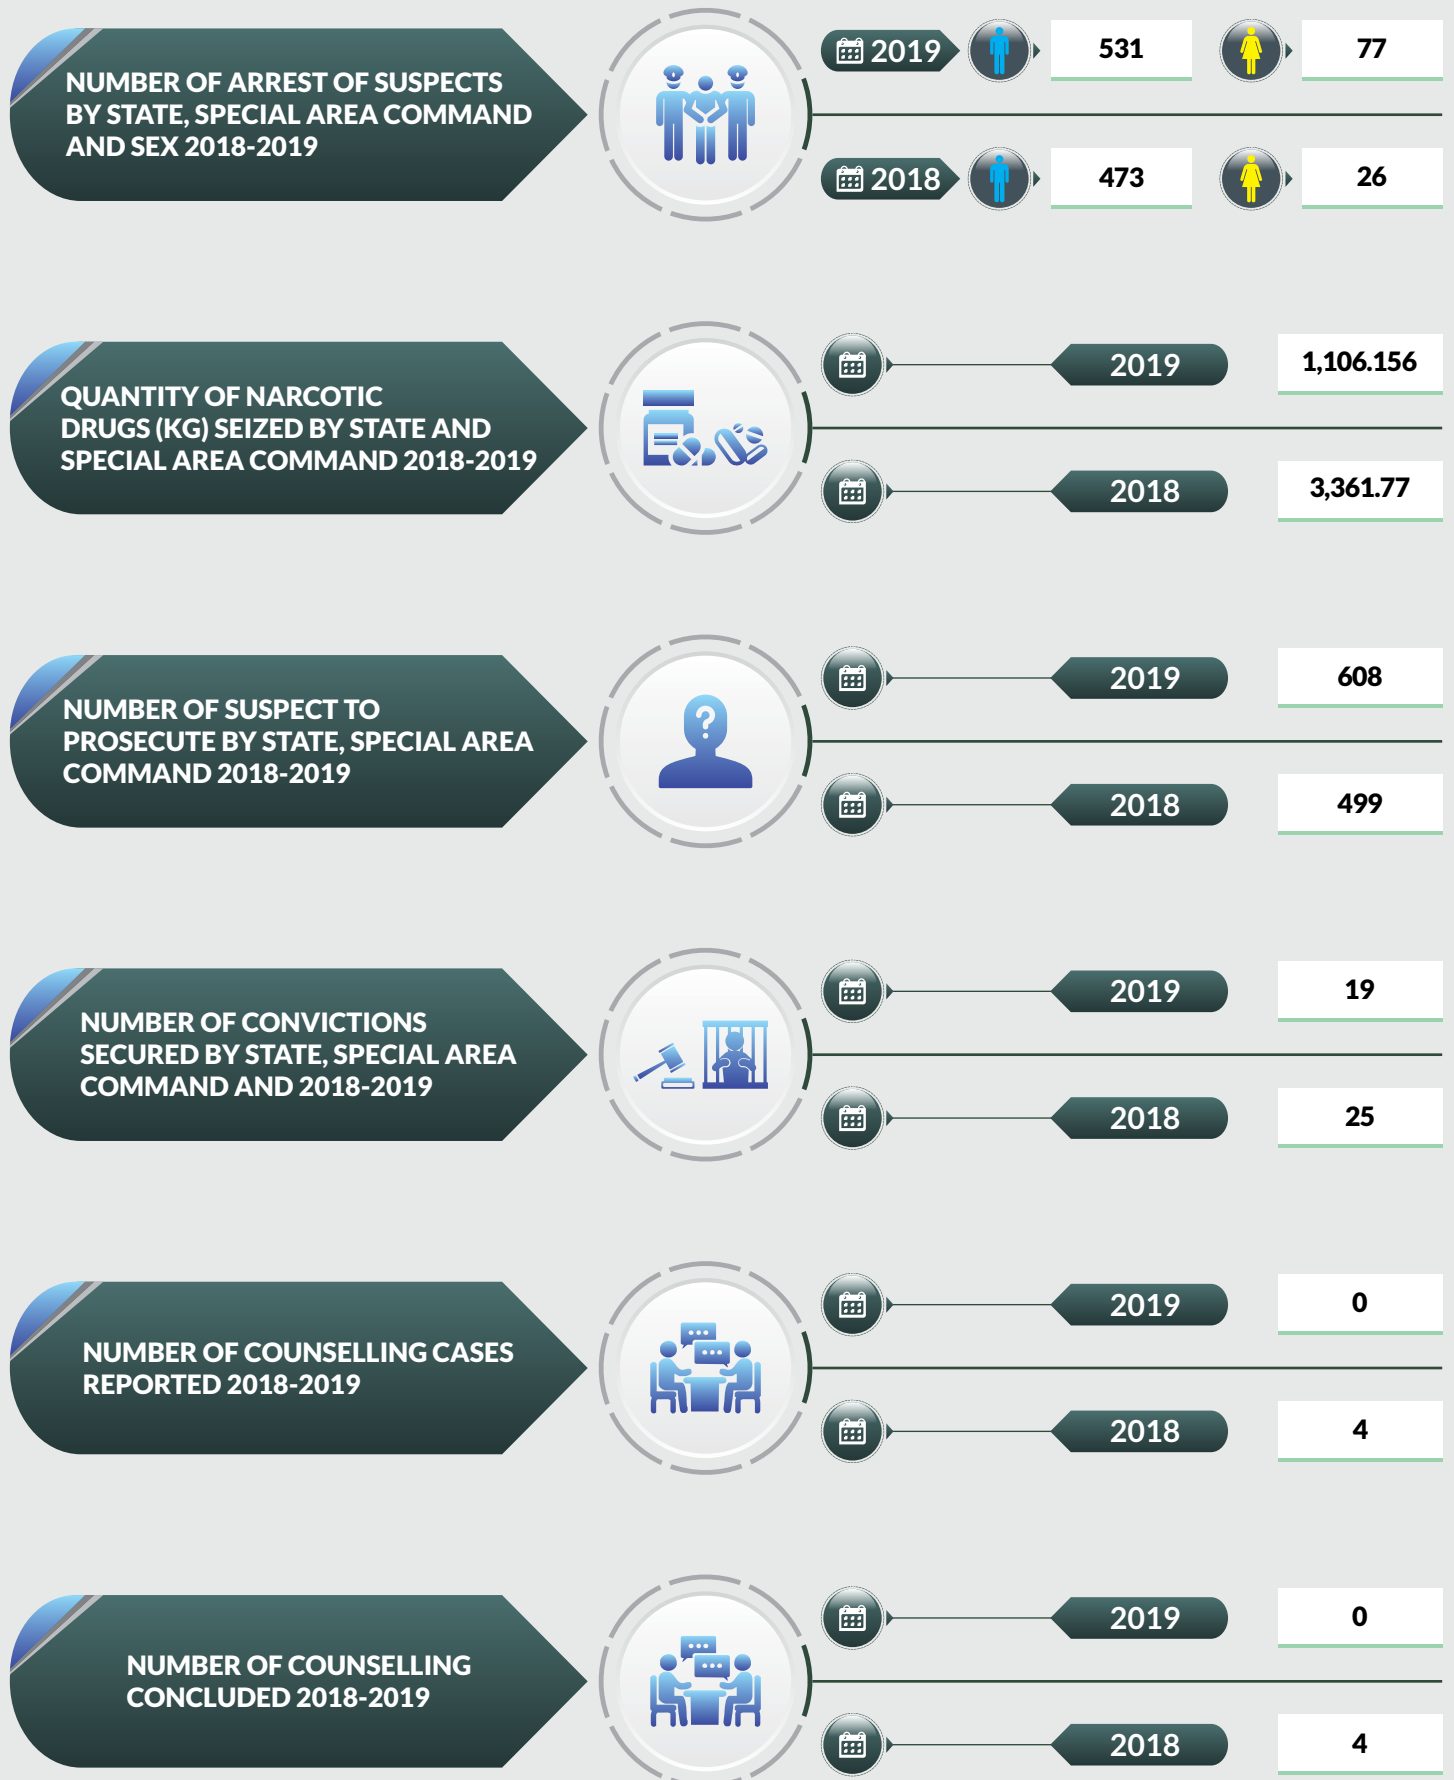 NUMBER OF ARREST OF SUSPECTS
BY STATE, SPECIAL AREA COMMAND
AND SEX 2018-2019
2019 531 77
2018 473 26
QUANTITY OF NARCOTIC
DRUGS (KG) SEIZED BY STATE AND
SPECIAL AREA COMMAND 2018-2019
2019 1,106.156
2018 3,361.77
NUMBER OF SUSPECT TO
PROSECUTE BY STATE, SPECIAL AREA
COMMAND 2018-2019
2019 608
2018 499
NUMBER OF CONVICTIONS
SECURED BY STATE, SPECIAL AREA
COMMAND AND 2018-2019
2019 19
2018 25
NUMBER OF COUNSELLING CASES
REPORTED 2018-2019
2019 0
2018 4
NUMBER OF COUNSELLING
CONCLUDED 2018-2019
2019 0
2018 4